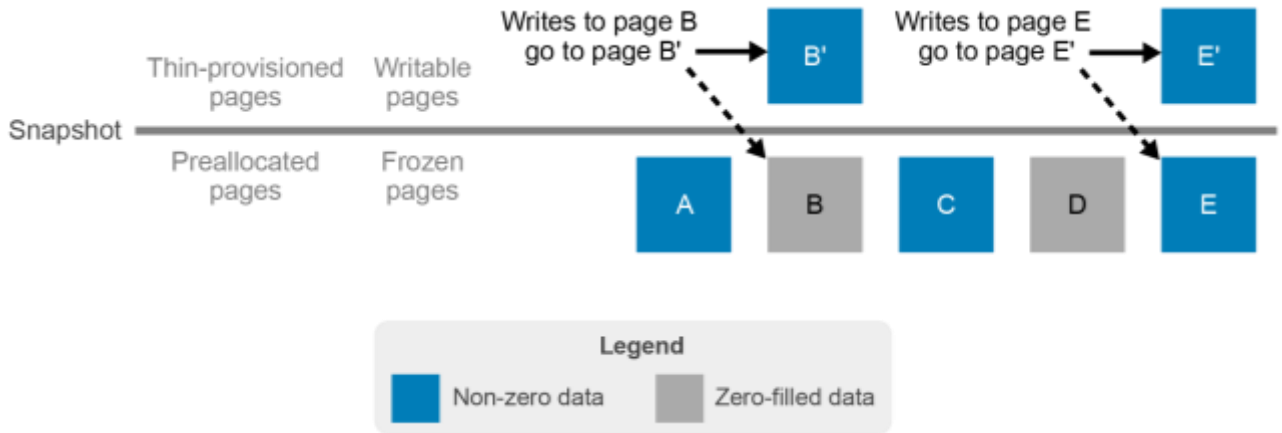 Writes to page B
go to page B'
B'
Writes to page E
go to page E'
E'
Thin-provisioned
pages
Writable
pages
Snapshot
Preallocated
pages
Frozen
pages
A
B
C
D
E
Legend
Non-zero data
Zero-filled data